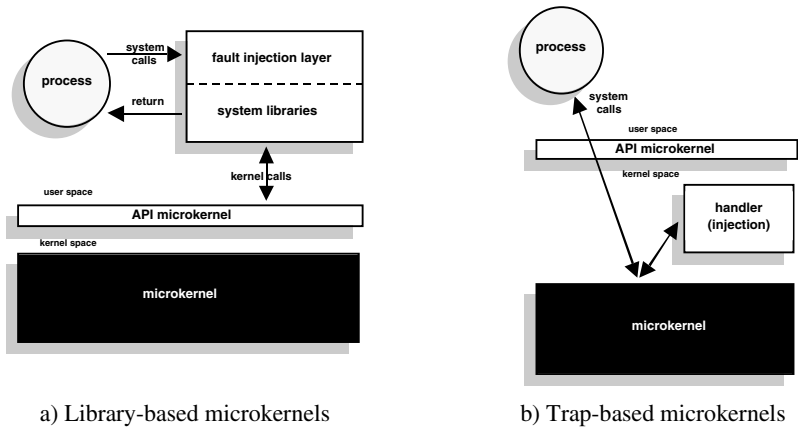 system
calls
process
return
fault injection layer
system libraries
kernel calls
user space
API microkernel
kernel space
microkernel
a) Library-based microkernels
process
system
calls
user space
API microkernel
kernel space
handler
(injection)
microkernel
b) Trap-based microkernels